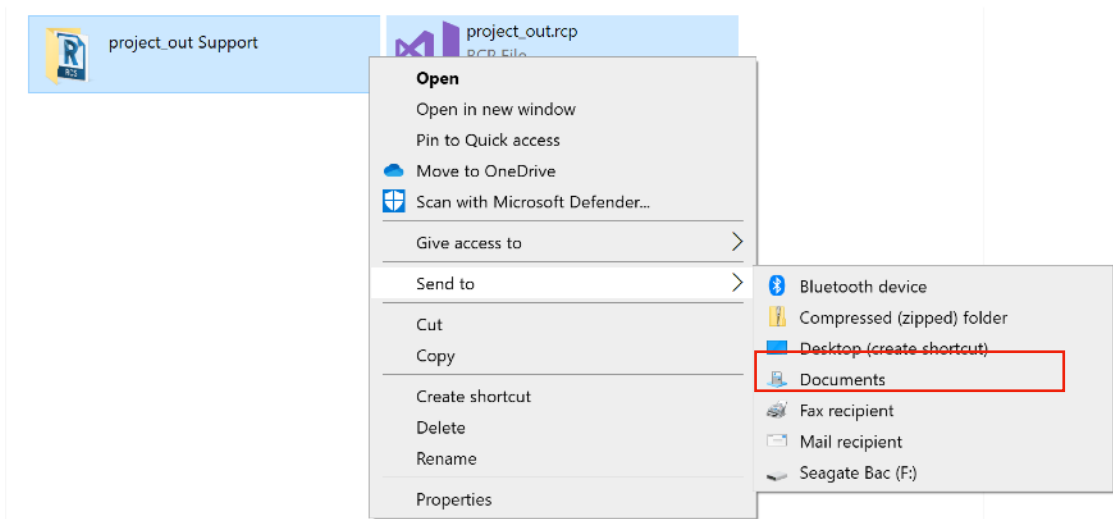 project_out Support
project_out.rcp
RCP File
RCS
Open
Open in new window
Pin to Quick access
Move to OneDrive
Scan with Microsoft Defender...
Give access to
Send to
Cut
Copy
Create shortcut
Delete
Rename
Properties
Bluetooth device
Compressed (zipped) folder
Desktop (create shortcut)
Documents
Fax recipient
Mail recipient
Seagate Bac (F:)